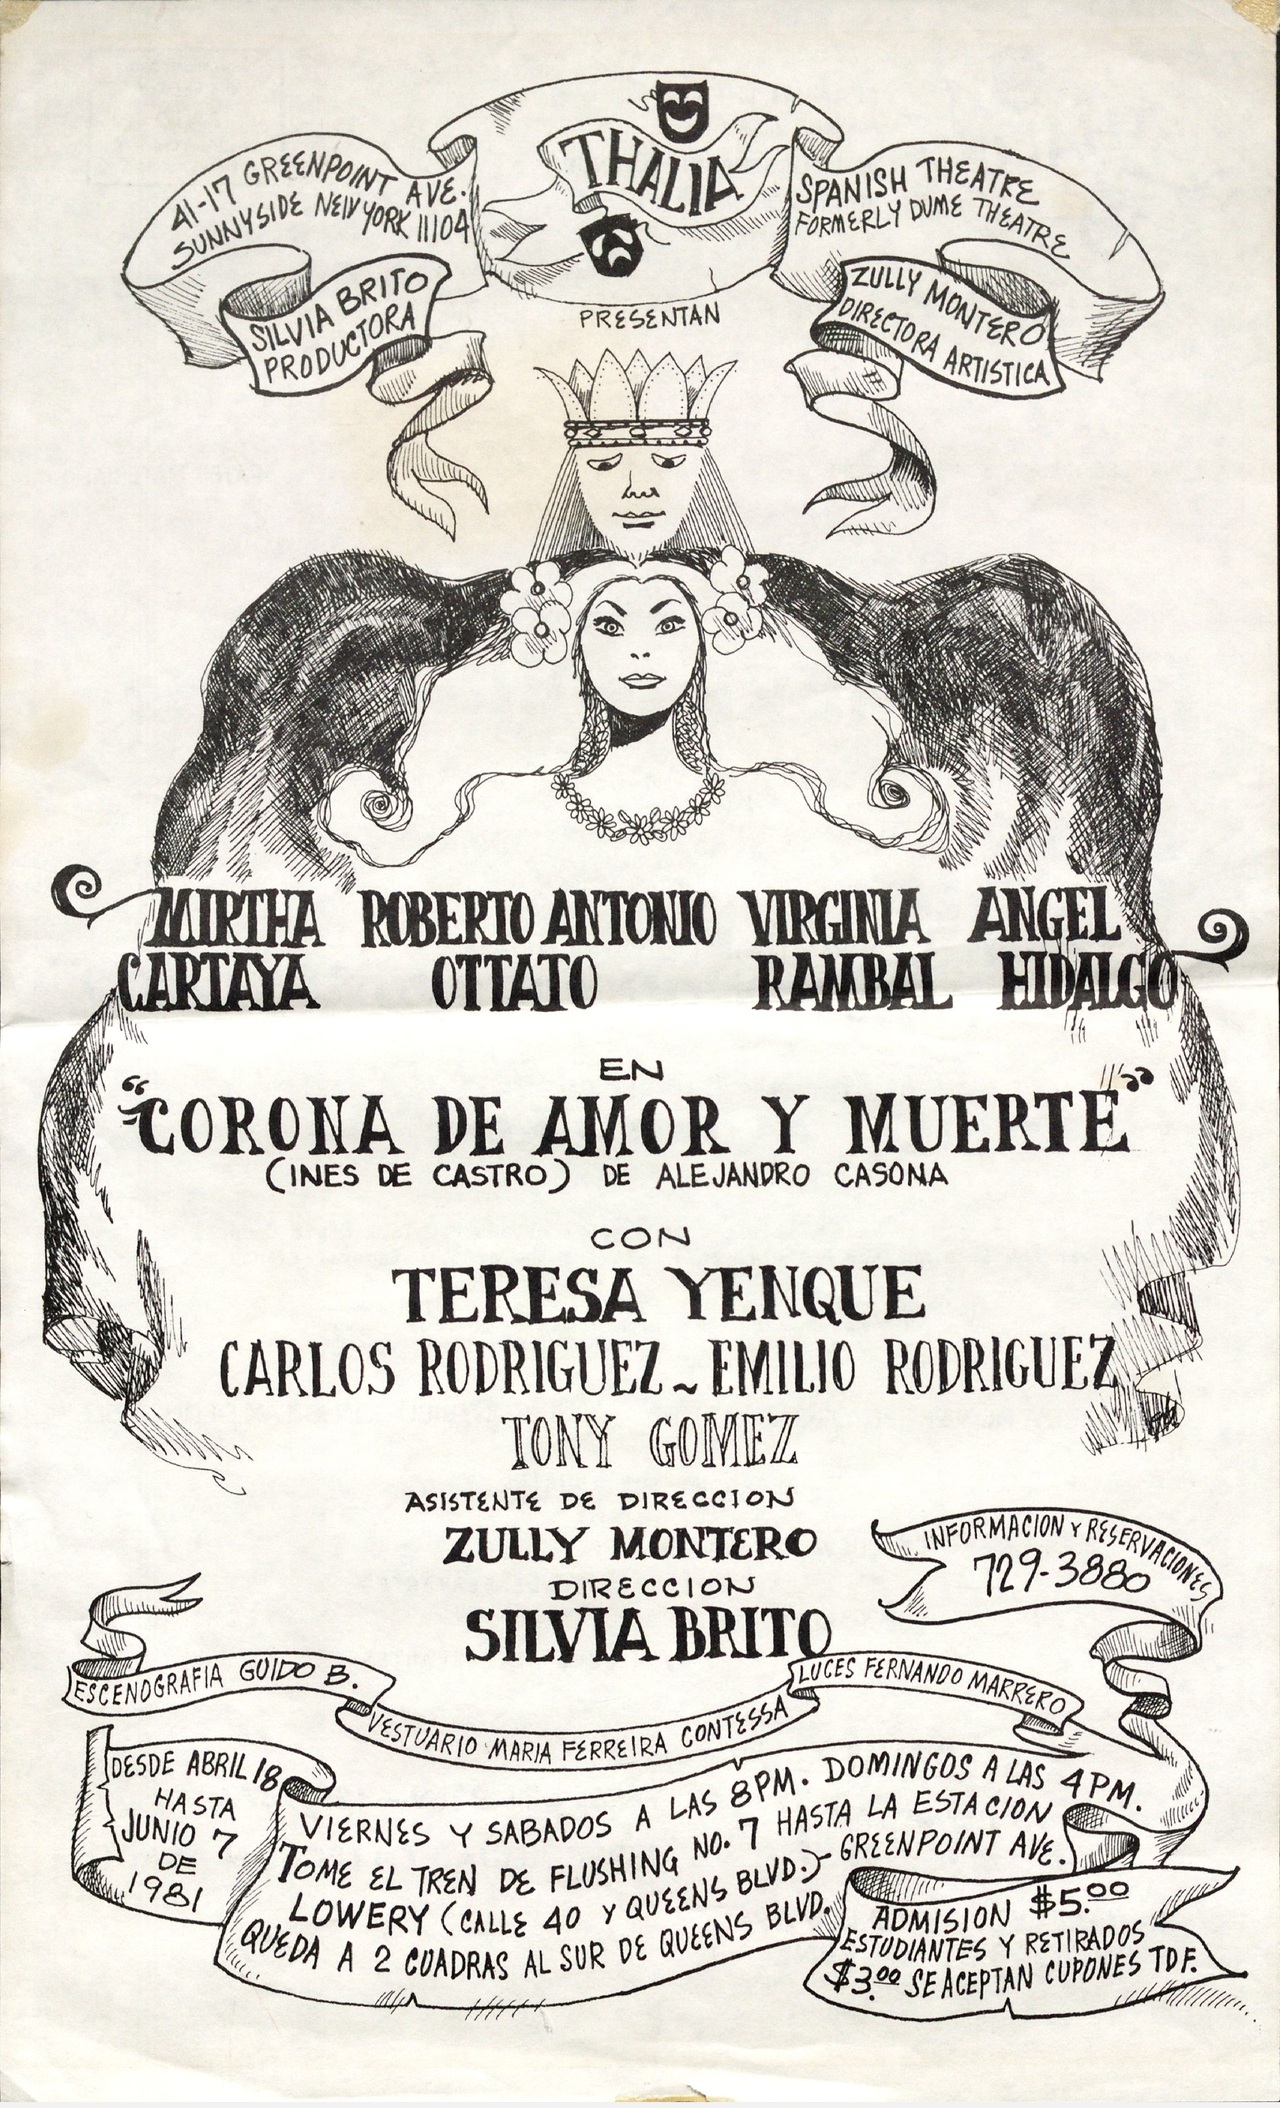 THALIA
41-17 GREENPOINT AVE.
SUNNYSIDE NEW YORK 11104
SPANISH THEATRE
FORMERLY DUME THEATRE
SILVIA BRITO
PRODUCTORA
ZULLY MONTERO
DIRECTORA ARTISTICA
PRESENTAN
MIRTHA ROBERTO ANTONIO VIRGINIA ANGEL
CARTAYA OTTATO RAMBAL HIDALGO
EN
"CORONA DE AMOR Y MUERTE"
(INES DE CASTRO) DE ALEJANDRO CASONA
CON
TERESA YENQUE
CARLOS RODRIGUEZ ~ EMILIO RODRIGUEZ
TONY GOMEZ
ASISTENTE DE DIRECCION
ZULLY MONTERO
DIRECCION
SILVIA BRITO
INFORMACION Y RESERVACIONES
729-3880
ESCENOGRAFIA GUIDO B.
VESTUARIO MARIA FERREIRA CONTESSA
LUCES FERNANDO MARRERO
DESDE ABRIL 18
HASTA
JUNIO 7
DE
1981
VIERNES Y SABADOS A LAS 8PM. DOMINGOS A LAS 4PM.
TOME EL TREN DE FLUSHING NO. 7 HASTA LA ESTACION
LOWERY (CALLE 40 Y QUEENS BLVD.)- GREENPOINT AVE.
QUEDA A 2 CUADRAS AL SUR DE QUEENS BLVD.
ADMISION $5.00
ESTUDIANTES Y RETIRADOS
$3.00 SE ACEPTAN CUPONES TDF.